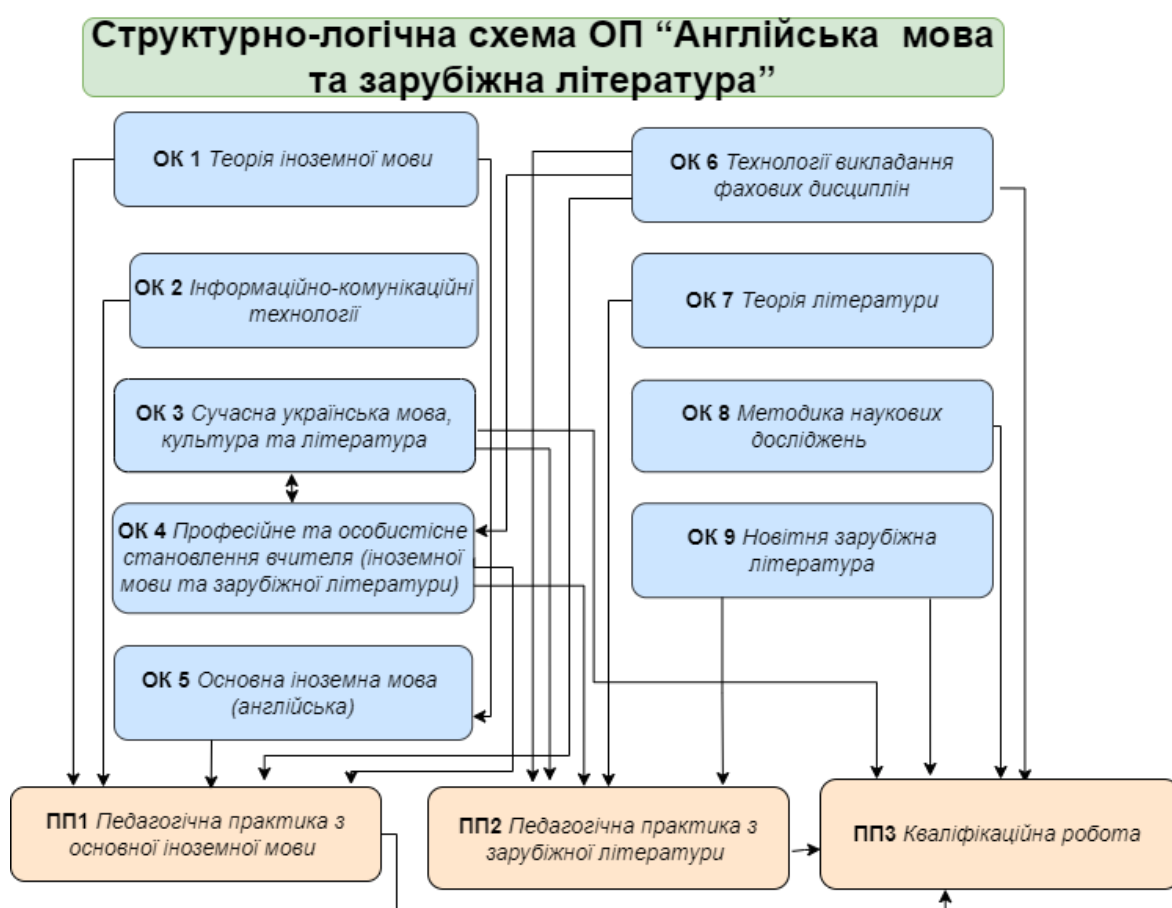 Структурно-логічна схема ОП “Англійська мова
та зарубіжна література”
ОК 1 Теорія іноземної мови
ОК 2 Інформаційно-комунікаційні
технології
ОК 3 Сучасна українська мова,
культура та література
ОК 4 Професійне та особистісне
становлення вчителя (іноземної
мови та зарубіжної літератури)
ОК 5 Основна іноземна мова
(англійська)
ОК 6 Технології викладання
фахових дисциплін
ОК 7 Теорія літератури
ОК 8 Методика наукових
досліджень
ОК 9 Новітня зарубіжна
література
ПП1 Педагогічна практика з
основної іноземної мови
ПП2 Педагогічна практика з
зарубіжної літератури
ПП3 Кваліфікаційна робота